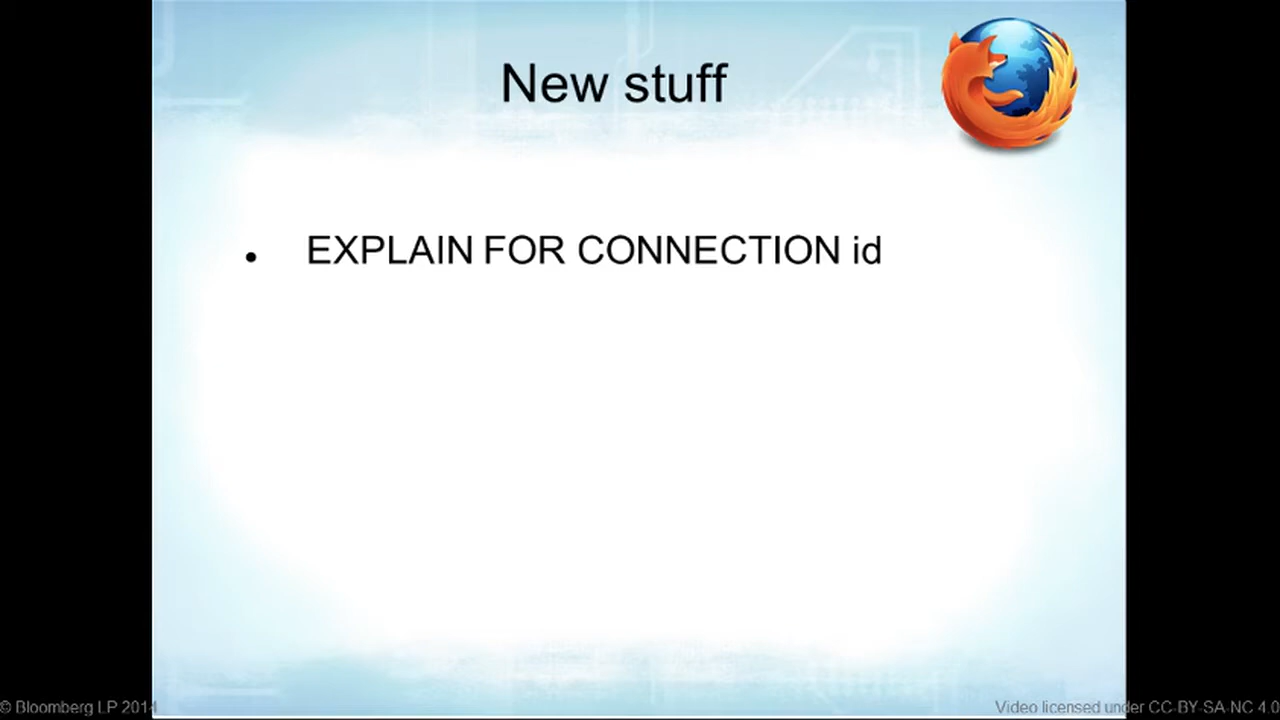 New stuff
• EXPLAIN FOR CONNECTION id
© Bloomberg LP 2014
Video licensed under CC-BY-SA-NC 4.0